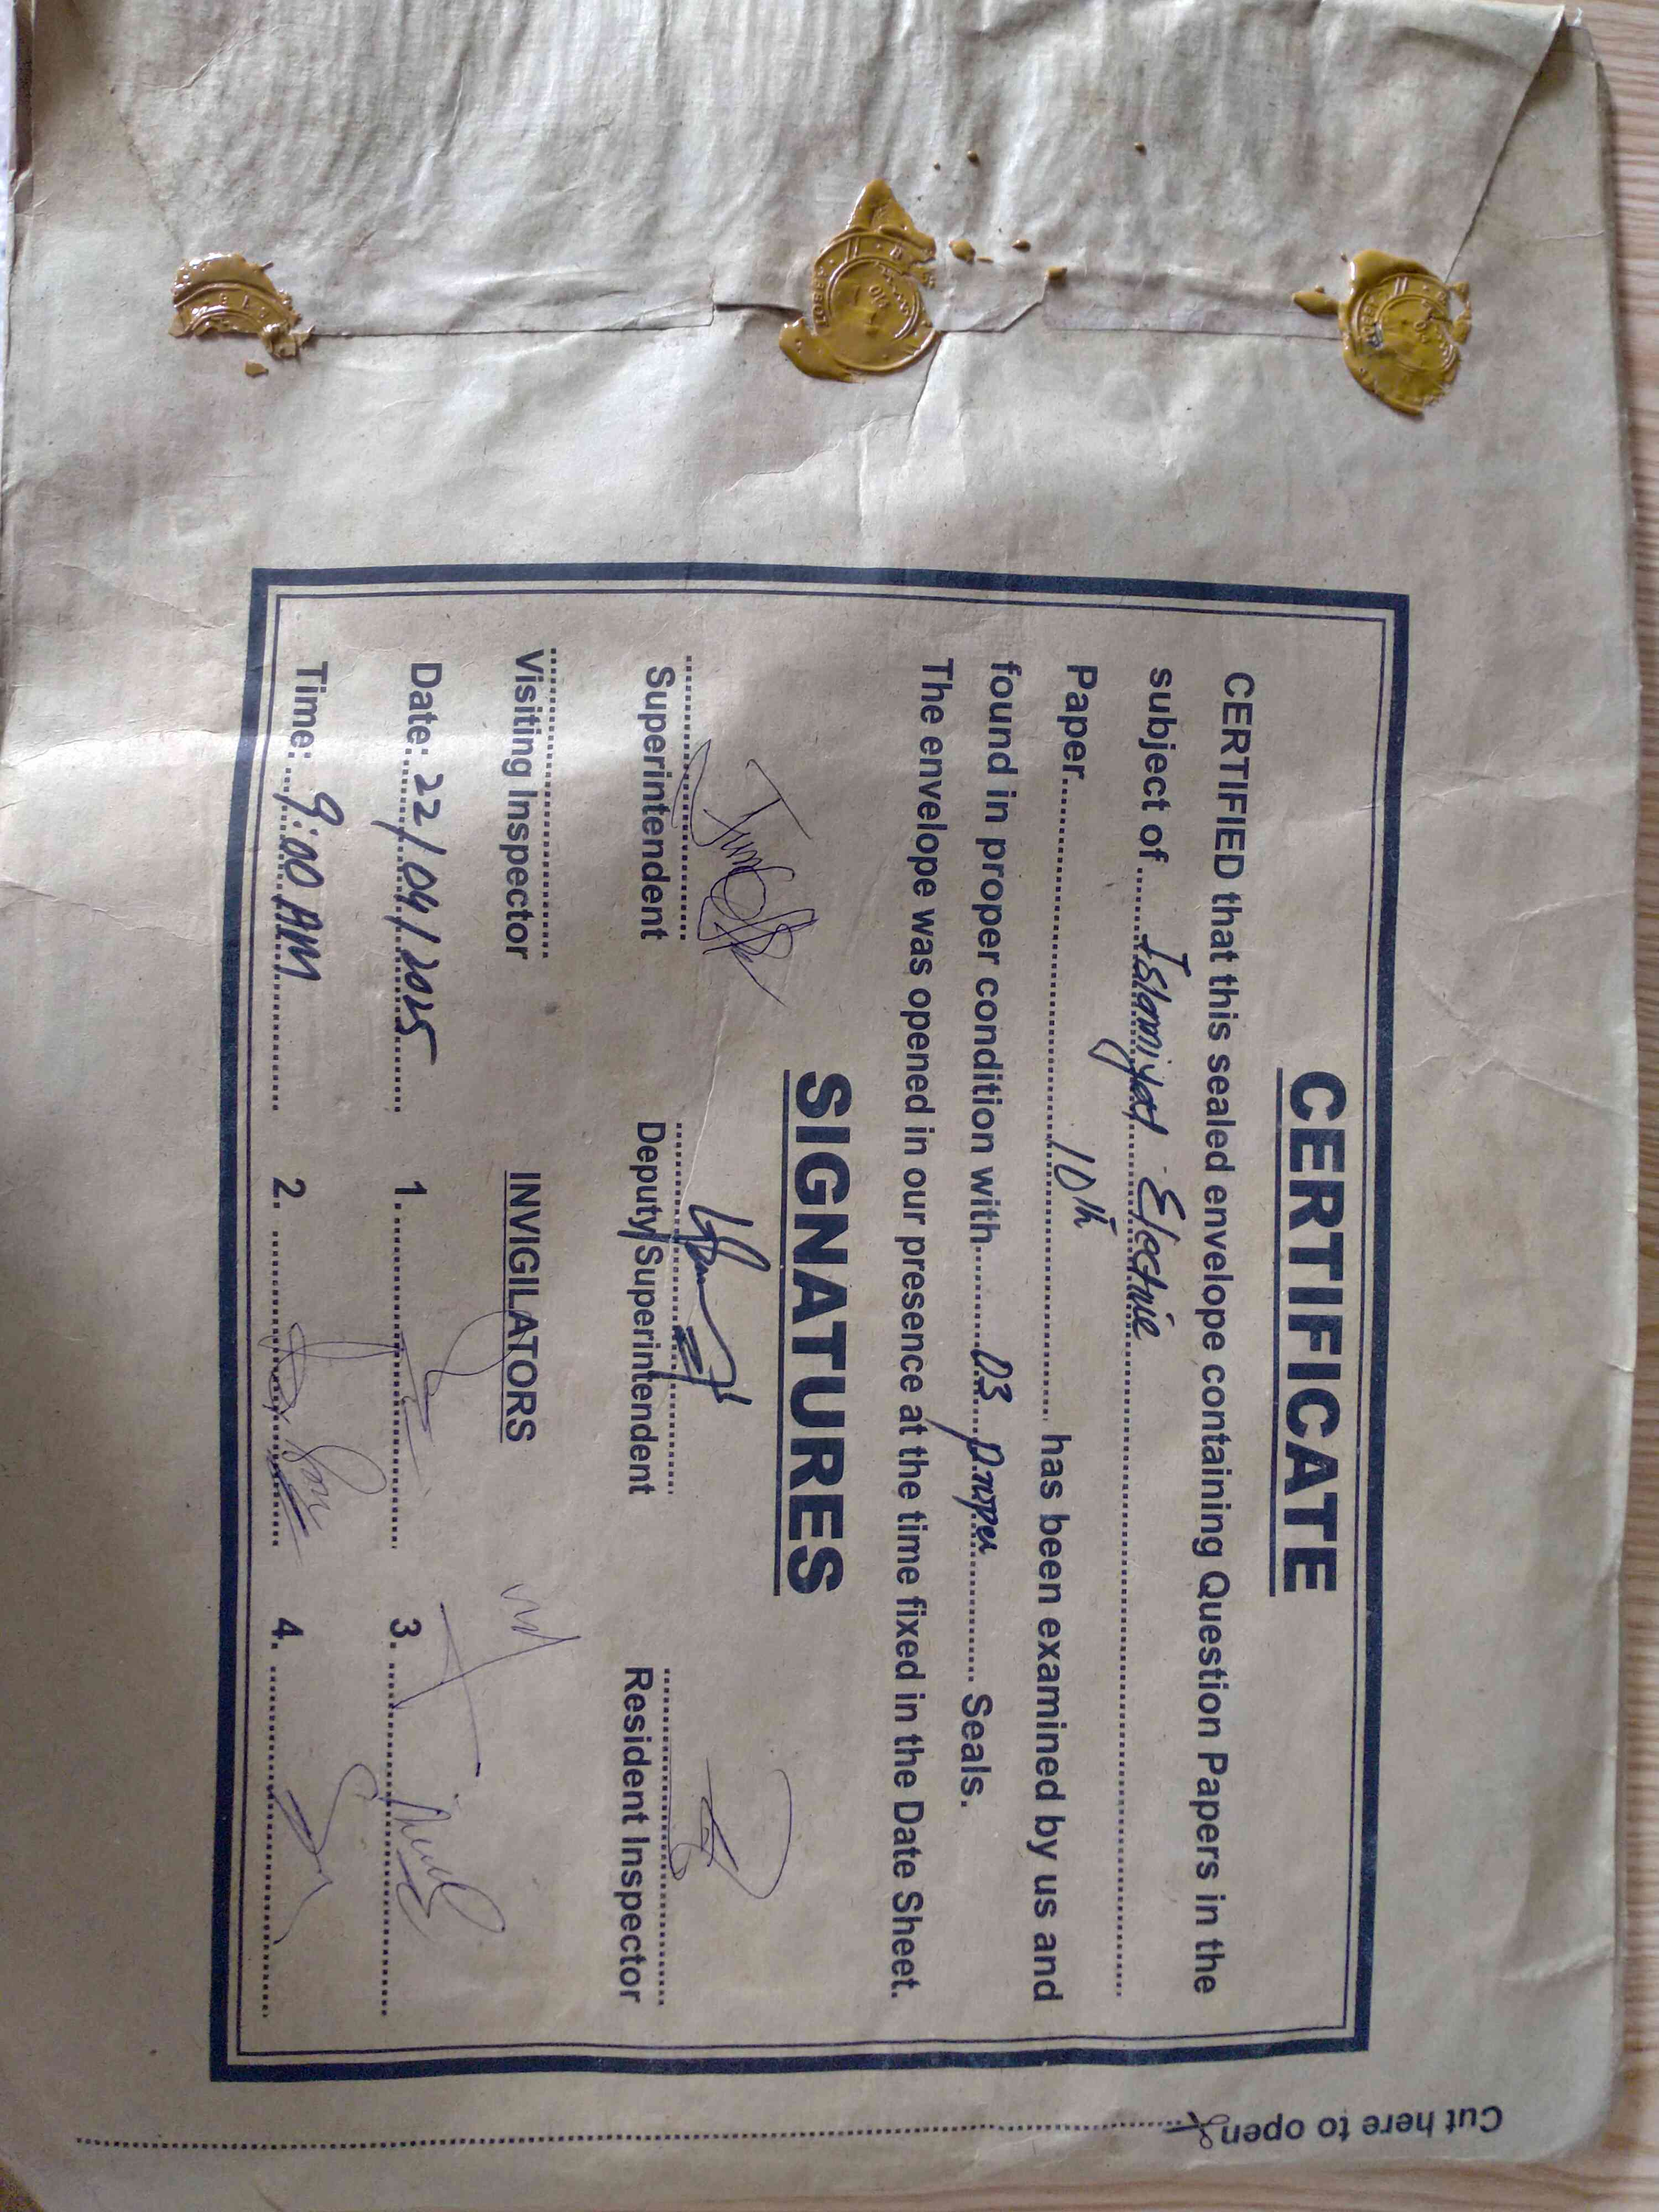 CERTIFICATE
CERTIFIED that this sealed envelope containing Question Papers in the
subject of Islamiyat Elective
Paper 10th has been examined by us and
found in proper condition with 03 proper Seals.
The envelope was opened in our presence at the time fixed in the Date Sheet.
SIGNATURES
Superintendent Deputy Superintendent Resident Inspector
Visiting Inspector INVIGILATORS
Date: 22/04/2025 1. 3.
Time: 9:00 AM 2. 4.
Cut here to open